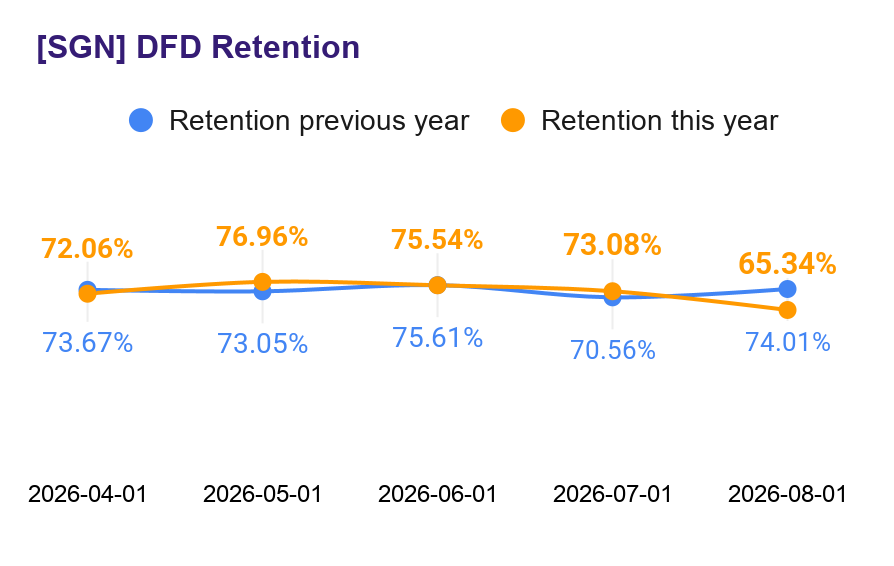 [SGN] DFD Retention
Retention previous year Retention this year
72.06% 76.96% 75.54% 73.08% 65.34%
73.67% 73.05% 75.61% 70.56% 74.01%
2026-04-01 2026-05-01 2026-06-01 2026-07-01 2026-08-01